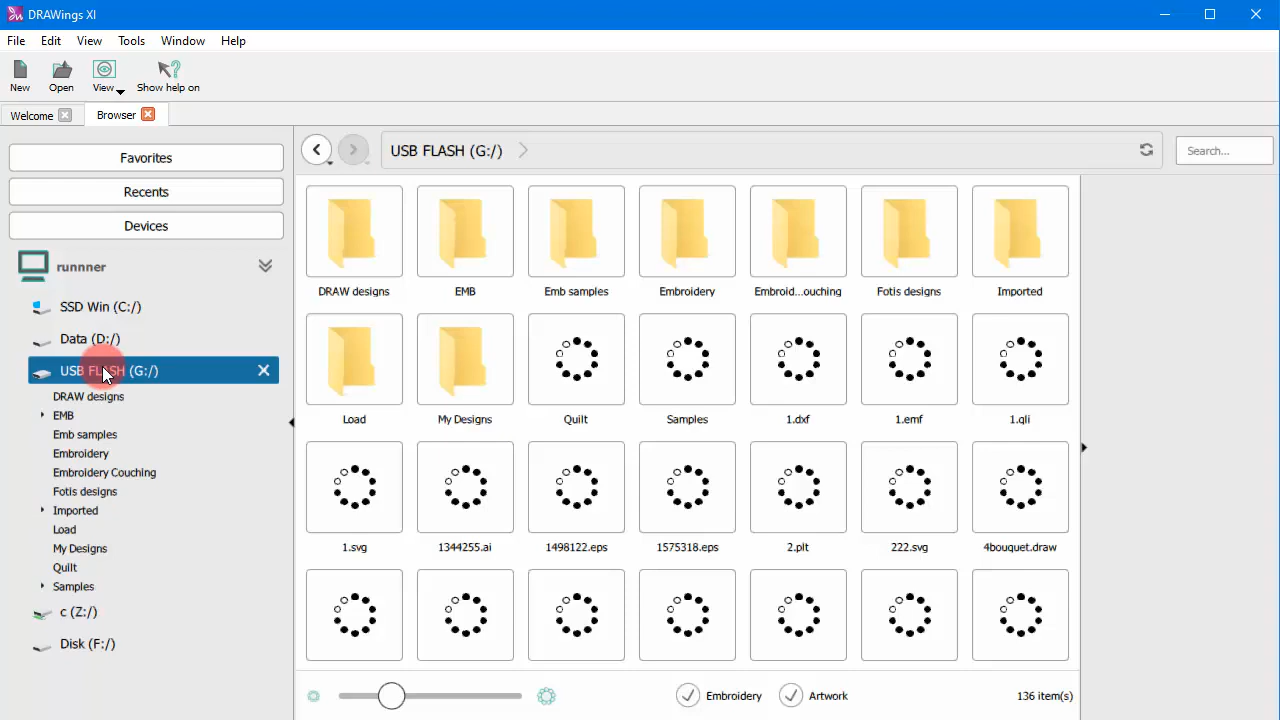 DRAWings XI
File Edit View Tools Window Help
New Open View Show help on
Welcome Browser
Favorites
Recents
Devices
runnner
SSD Win (C:/)
Data (D:/)
USB FLASH (G:/)
DRAW designs
EMB
Emb samples
Embroidery
Embroidery Couching
Fotis designs
Imported
Load
My Designs
Quilt
Samples
c (Z:/)
Disk (F:/)
USB FLASH (G:/)
Search...
DRAW designs EMB Emb samples Embroidery Embroid...ouching Fotis designs Imported
Load My Designs Quilt Samples 1.dxf 1.emf 1.qli
1.svg 1344255.ai 1498122.eps 1575318.eps 2.plt 222.svg 4bouquet.draw
Embroidery Artwork 136 item(s)